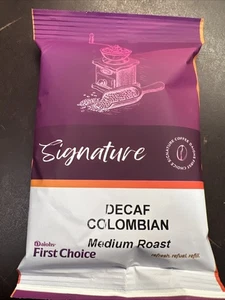 Signature
DECAF
COLOMBIAN
Medium Roast
First Choice
refresh. refuel. refill.